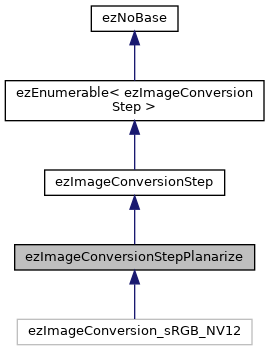 ezNoBase
ezEnumerable< ezImageConversion
Step >
ezImageConversionStep
ezImageConversionStepPlanarize
ezImageConversion_sRGB_NV12